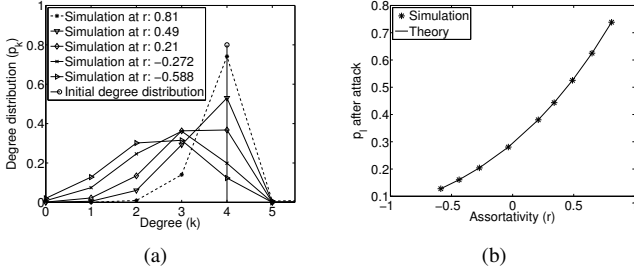 Degree distribution (p_k)
1
0.8
0.6
0.4
0.2
0
Simulation at r: 0.81
Simulation at r: 0.49
Simulation at r: 0.21
Simulation at r: −0.272
Simulation at r: −0.588
Initial degree distribution
0 1 2 3 4 5
Degree (k)
(a)
p_l after attack
0.8
0.7
0.6
0.5
0.4
0.3
0.2
0.1
Simulation
Theory
−1 −0.5 0 0.5 1
Assortativity (r)
(b)